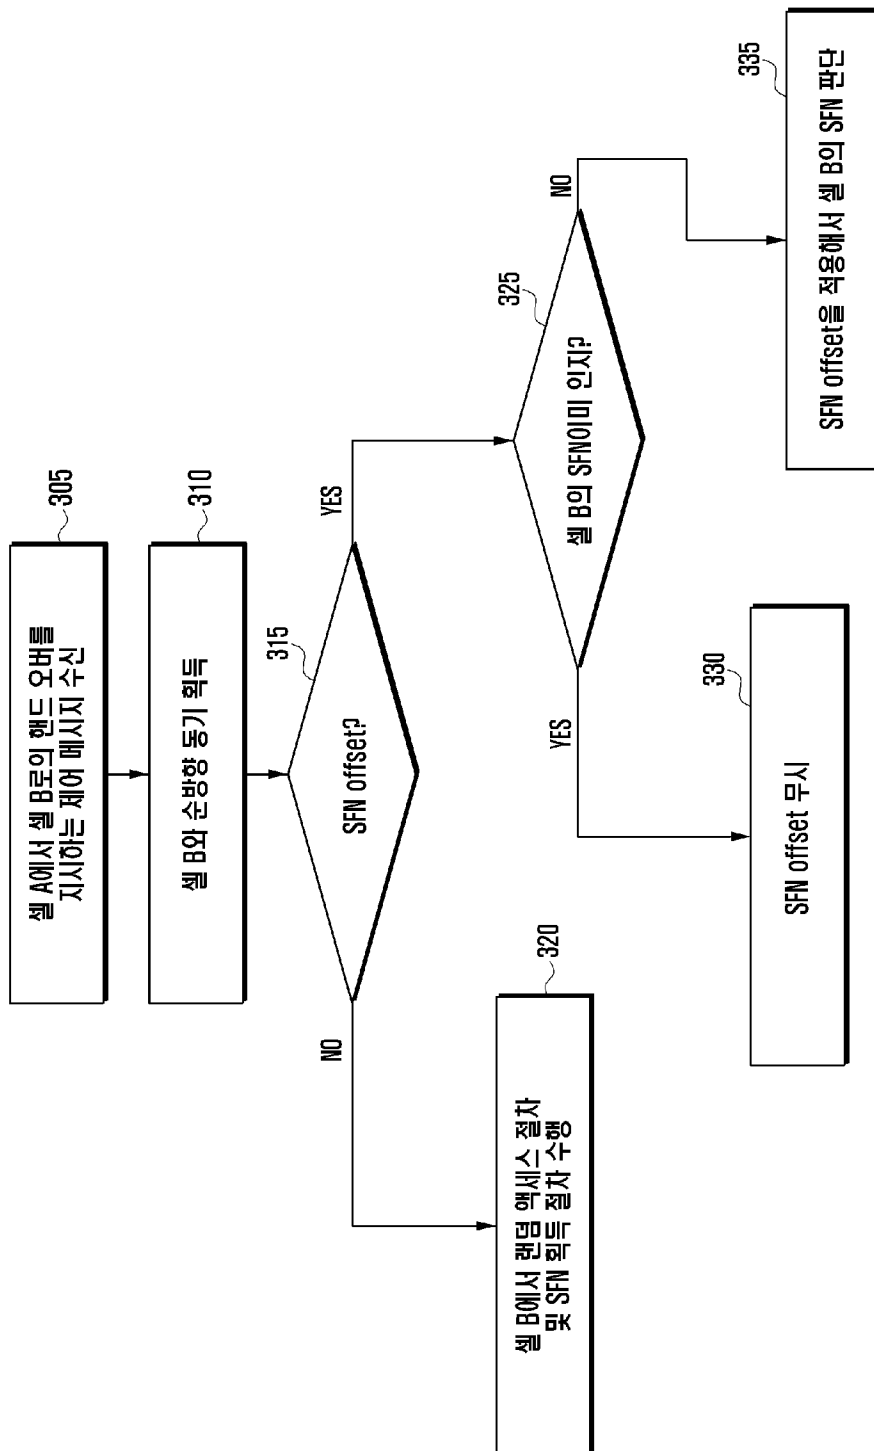 305
셀 A에서 셀 B로의 핸드 오버를
지시하는 제어 메시지 수신
310
셀 B와 순방향 동기 획득
315
SFN offset?
NO
YES
320
셀 B에서 랜덤 액세스 절차
및 SFN 획득 절차 수행
325
셀 B의 SFN이미 인지?
YES
NO
330
SFN offset 무시
335
SFN offset을 적용해서 셀 B의 SFN 판단